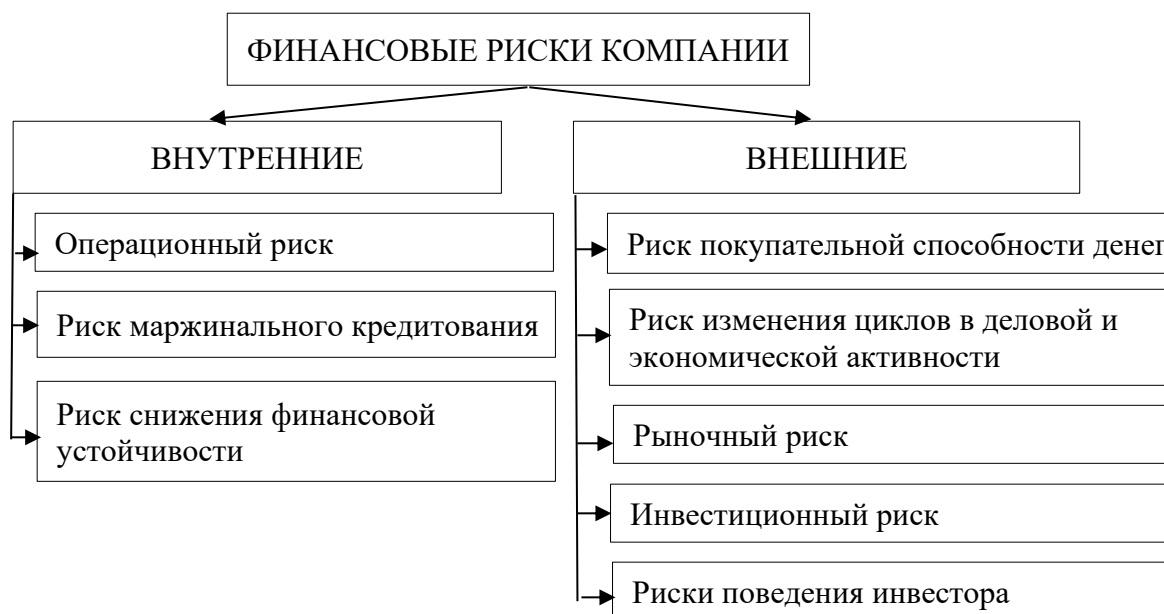 ФИНАНСОВЫЕ РИСКИ КОМПАНИИ
ВНУТРЕННИЕ
Операционный риск
Риск маржинального кредитования
Риск снижения финансовой
устойчивости
ВНЕШНИЕ
Риск покупательной способности денег
Риск изменения циклов в деловой и
экономической активности
Рыночный риск
Инвестиционный риск
Риски поведения инвестора